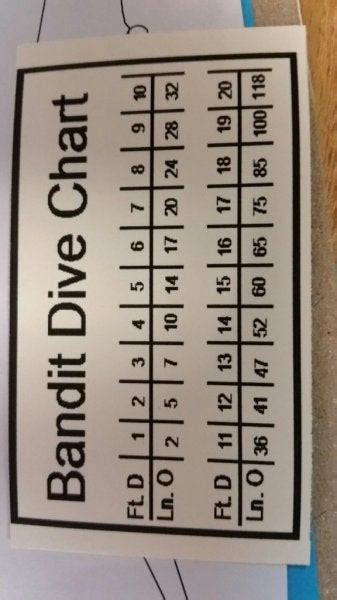 Bandit Dive Chart
Ft. D 1 2 3 4 5 6 7 8 9 10
Ln. O 2 5 7 10 14 17 20 24 28 32
Ft. D 11 12 13 14 15 16 17 18 19 20
Ln. O 36 41 47 52 60 65 75 85 100 118